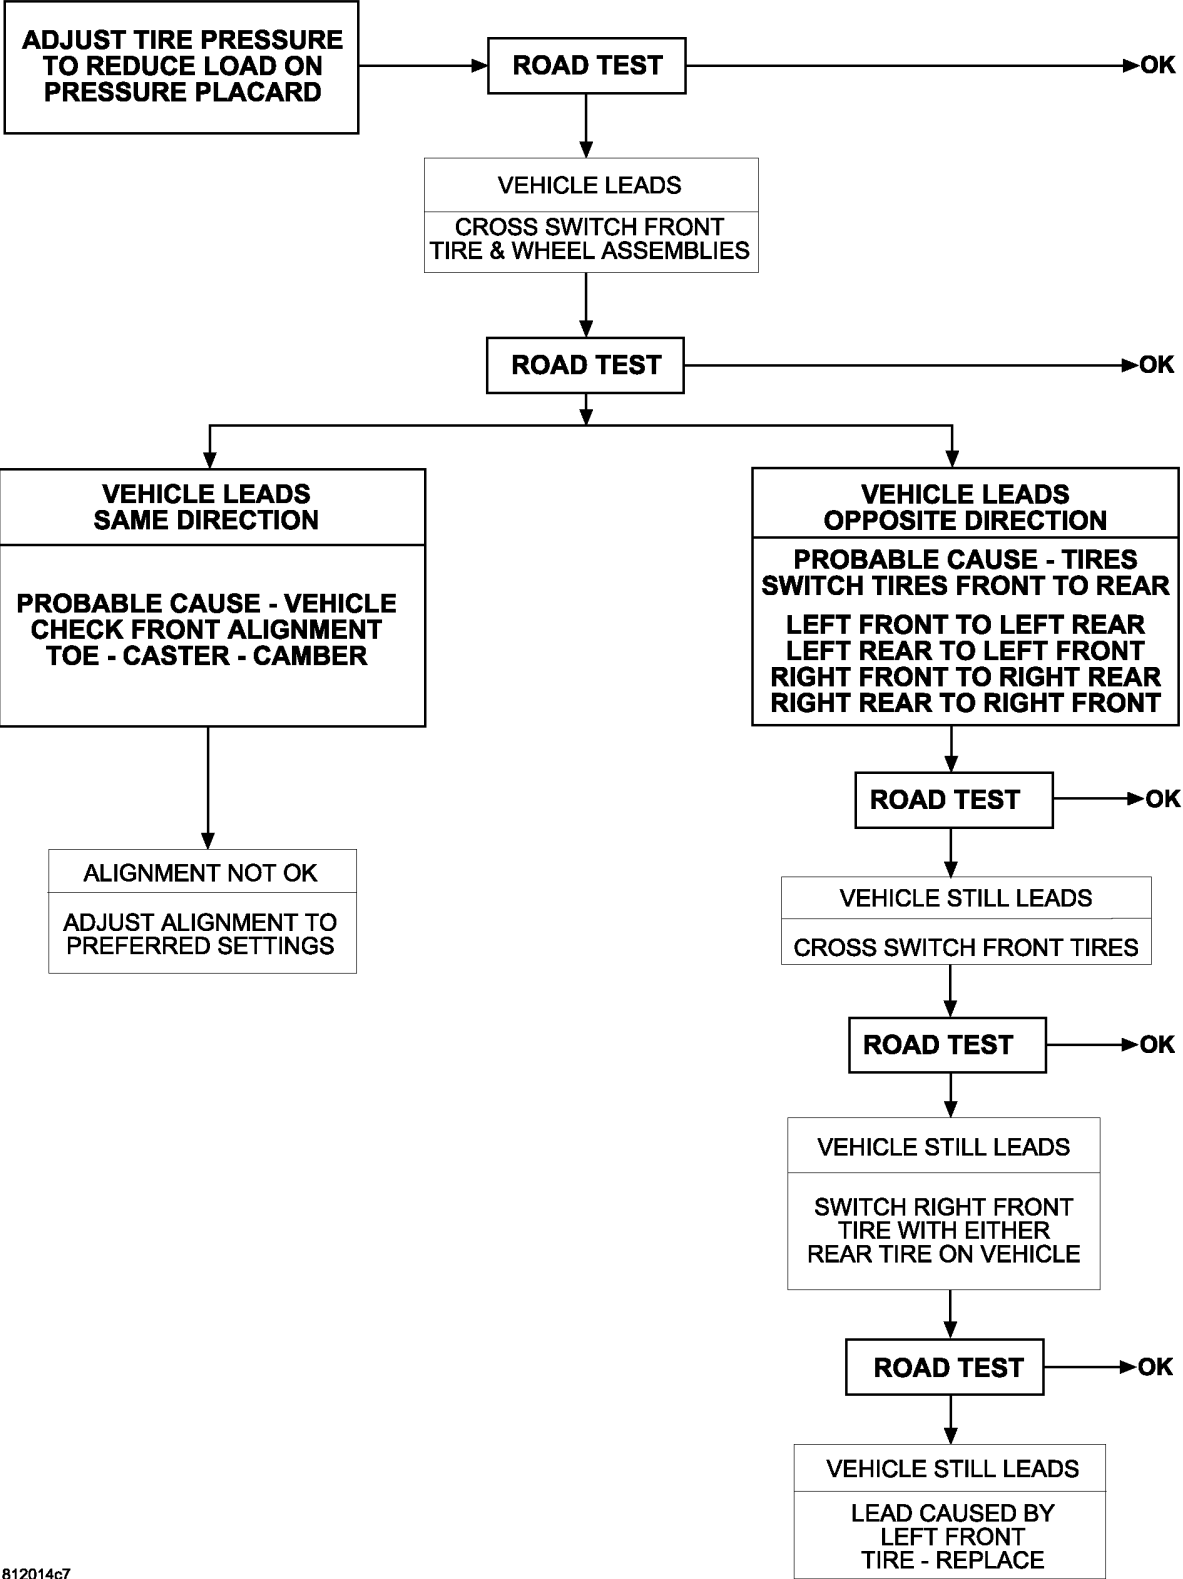 ADJUST TIRE PRESSURE
TO REDUCE LOAD ON
PRESSURE PLACARD
ROAD TEST
OK
VEHICLE LEADS
CROSS SWITCH FRONT
TIRE & WHEEL ASSEMBLIES
ROAD TEST
OK
VEHICLE LEADS
SAME DIRECTION
PROBABLE CAUSE - VEHICLE
CHECK FRONT ALIGNMENT
TOE - CASTER - CAMBER
ALIGNMENT NOT OK
ADJUST ALIGNMENT TO
PREFERRED SETTINGS
VEHICLE LEADS
OPPOSITE DIRECTION
PROBABLE CAUSE - TIRES
SWITCH TIRES FRONT TO REAR
LEFT FRONT TO LEFT REAR
LEFT REAR TO LEFT FRONT
RIGHT FRONT TO RIGHT REAR
RIGHT REAR TO RIGHT FRONT
ROAD TEST
OK
VEHICLE STILL LEADS
CROSS SWITCH FRONT TIRES
ROAD TEST
OK
VEHICLE STILL LEADS
SWITCH RIGHT FRONT
TIRE WITH EITHER
REAR TIRE ON VEHICLE
ROAD TEST
OK
VEHICLE STILL LEADS
LEAD CAUSED BY
LEFT FRONT
TIRE - REPLACE
812014c7